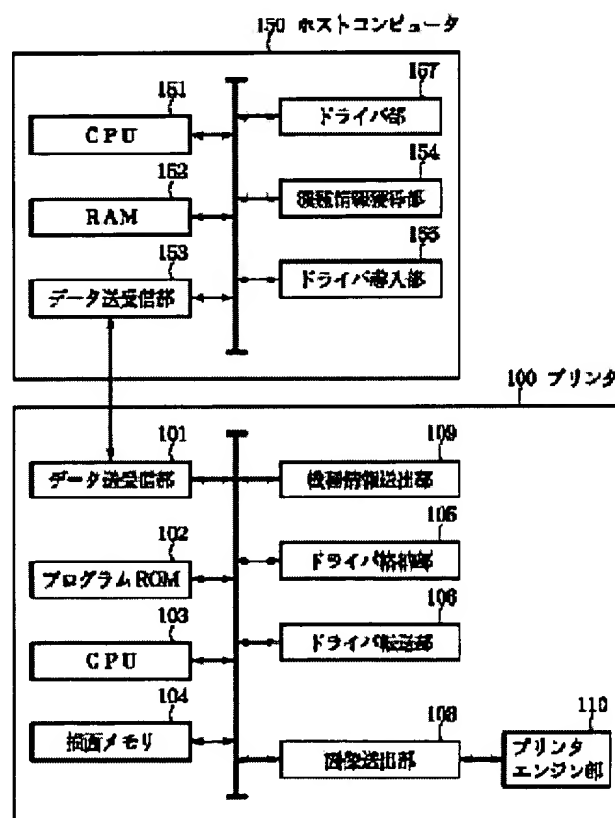 150 ホストコンピュータ
151
CPU
157
ドライバ部
152
RAM
154
機種情報獲得部
153
データ送受信部
155
ドライバ導入部
100 プリンタ
101
データ送受信部
109
機種情報送出部
102
プログラムROM
105
ドライバ格納部
103
CPU
106
ドライバ転送部
104
描画メモリ
108
画像送出部
110
プリンタ
エンジン部